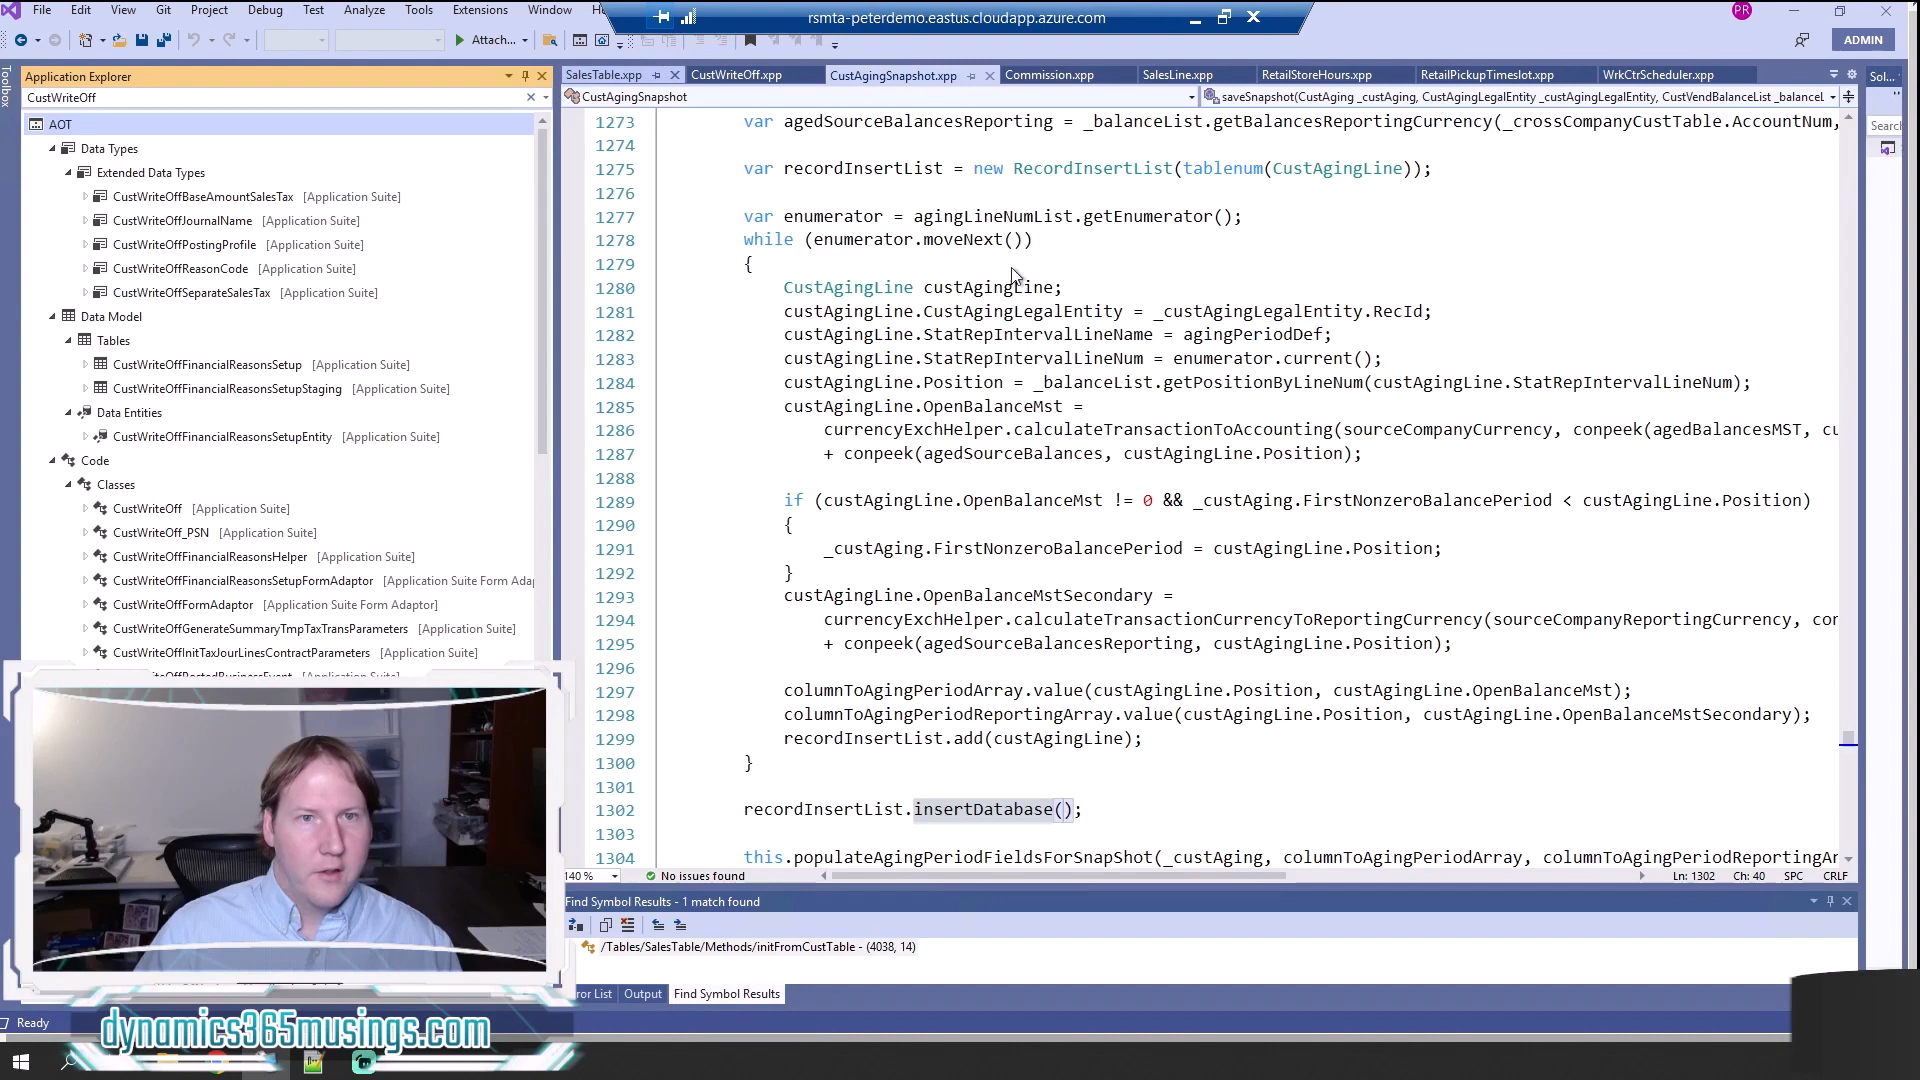 File Edit View Git Project Debug Test Analyze Tools Extensions Window
rsmta-peterdemo.eastus.cloudapp.azure.com
PR
Attach...
ADMIN
Toolbox
Application Explorer
CustWriteOff
AOT
Data Types
Extended Data Types
CustWriteOffBaseAmountSalesTax [Application Suite]
CustWriteOffJournalName [Application Suite]
CustWriteOffPostingProfile [Application Suite]
CustWriteOffReasonCode [Application Suite]
CustWriteOffSeparateSalesTax [Application Suite]
Data Model
Tables
CustWriteOffFinancialReasonsSetup [Application Suite]
CustWriteOffFinancialReasonsSetupStaging [Application Suite]
Data Entities
CustWriteOffFinancialReasonsSetupEntity [Application Suite]
Code
Classes
CustWriteOff [Application Suite]
CustWriteOff_PSN [Application Suite]
CustWriteOffFinancialReasonsHelper [Application Suite]
CustWriteOffFinancialReasonsSetupFormAdaptor [Application Suite Form Ada
CustWriteOffFormAdaptor [Application Suite Form Adaptor]
CustWriteOffGenerateSummaryTmpTaxTransParameters [Application Suite]
CustWriteOffInitTaxJourLinesContractParameters [Application Suite]
SalesTable.xpp CustWriteOff.xpp CustAgingSnapshot.xpp Commission.xpp SalesLine.xpp RetailStoreHours.xpp RetailPickupTimeslot.xpp WrkCtrScheduler.xpp
Sol...
CustAgingSnapshot
saveSnapshot(CustAging _custAging, CustAgingLegalEntity _custAgingLegalEntity, CustVendBalanceList _balanceL
Search
1273 var agedSourceBalancesReporting = _balanceList.getBalancesReportingCurrency(_crossCompanyCustTable.AccountNum,
1274
1275 var recordInsertList = new RecordInsertList(tablenum(CustAgingLine));
1276
1277 var enumerator = agingLineNumList.getEnumerator();
1278 while (enumerator.moveNext())
1279 {
1280 CustAgingLine custAgingLine;
1281 custAgingLine.CustAgingLegalEntity = _custAgingLegalEntity.RecId;
1282 custAgingLine.StatRepIntervalLineName = agingPeriodDef;
1283 custAgingLine.StatRepIntervalLineNum = enumerator.current();
1284 custAgingLine.Position = _balanceList.getPositionByLineNum(custAgingLine.StatRepIntervalLineNum);
1285 custAgingLine.OpenBalanceMst =
1286 currencyExchHelper.calculateTransactionToAccounting(sourceCompanyCurrency, conpeek(agedBalancesMST, cu
1287 + conpeek(agedSourceBalances, custAgingLine.Position);
1288
1289 if (custAgingLine.OpenBalanceMst != 0 && _custAging.FirstNonzeroBalancePeriod < custAgingLine.Position)
1290 {
1291 _custAging.FirstNonzeroBalancePeriod = custAgingLine.Position;
1292 }
1293 custAgingLine.OpenBalanceMstSecondary =
1294 currencyExchHelper.calculateTransactionCurrencyToReportingCurrency(sourceCompanyReportingCurrency, con
1295 + conpeek(agedSourceBalancesReporting, custAgingLine.Position);
1296
1297 columnToAgingPeriodArray.value(custAgingLine.Position, custAgingLine.OpenBalanceMst);
1298 columnToAgingPeriodReportingArray.value(custAgingLine.Position, custAgingLine.OpenBalanceMstSecondary);
1299 recordInsertList.add(custAgingLine);
1300 }
1301
1302 recordInsertList.insertDatabase();
1303
1304 this.populateAgingPeriodFieldsForSnapShot(_custAging, columnToAgingPeriodArray, columnToAgingPeriodReportingAr
140 % No issues found Ln: 1302 Ch: 40 SPC CRLF
Find Symbol Results - 1 match found
/Tables/SalesTable/Methods/initFromCustTable - (4038, 14)
ror List Output Find Symbol Results
Ready
dynamics365musings.com